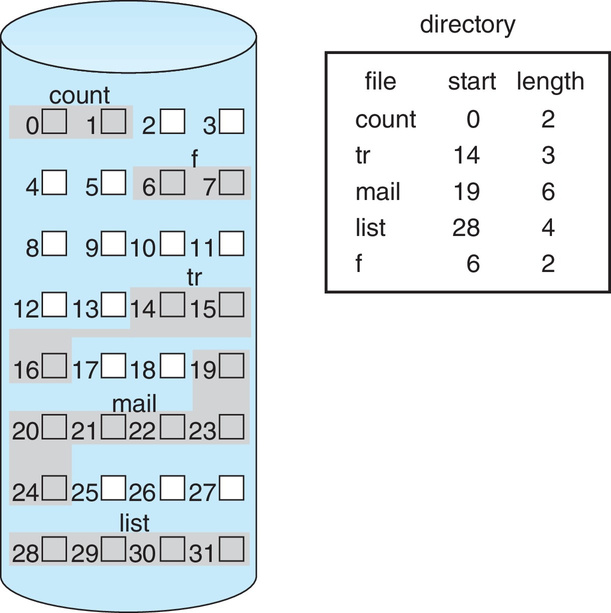 directory
file start length
count 0 2
tr 14 3
mail 19 6
list 28 4
f 6 2
count
0 1 2 3
f
4 5 6 7
8 9 10 11
tr
12 13 14 15
16 17 18 19
mail
20 21 22 23
24 25 26 27
list
28 29 30 31